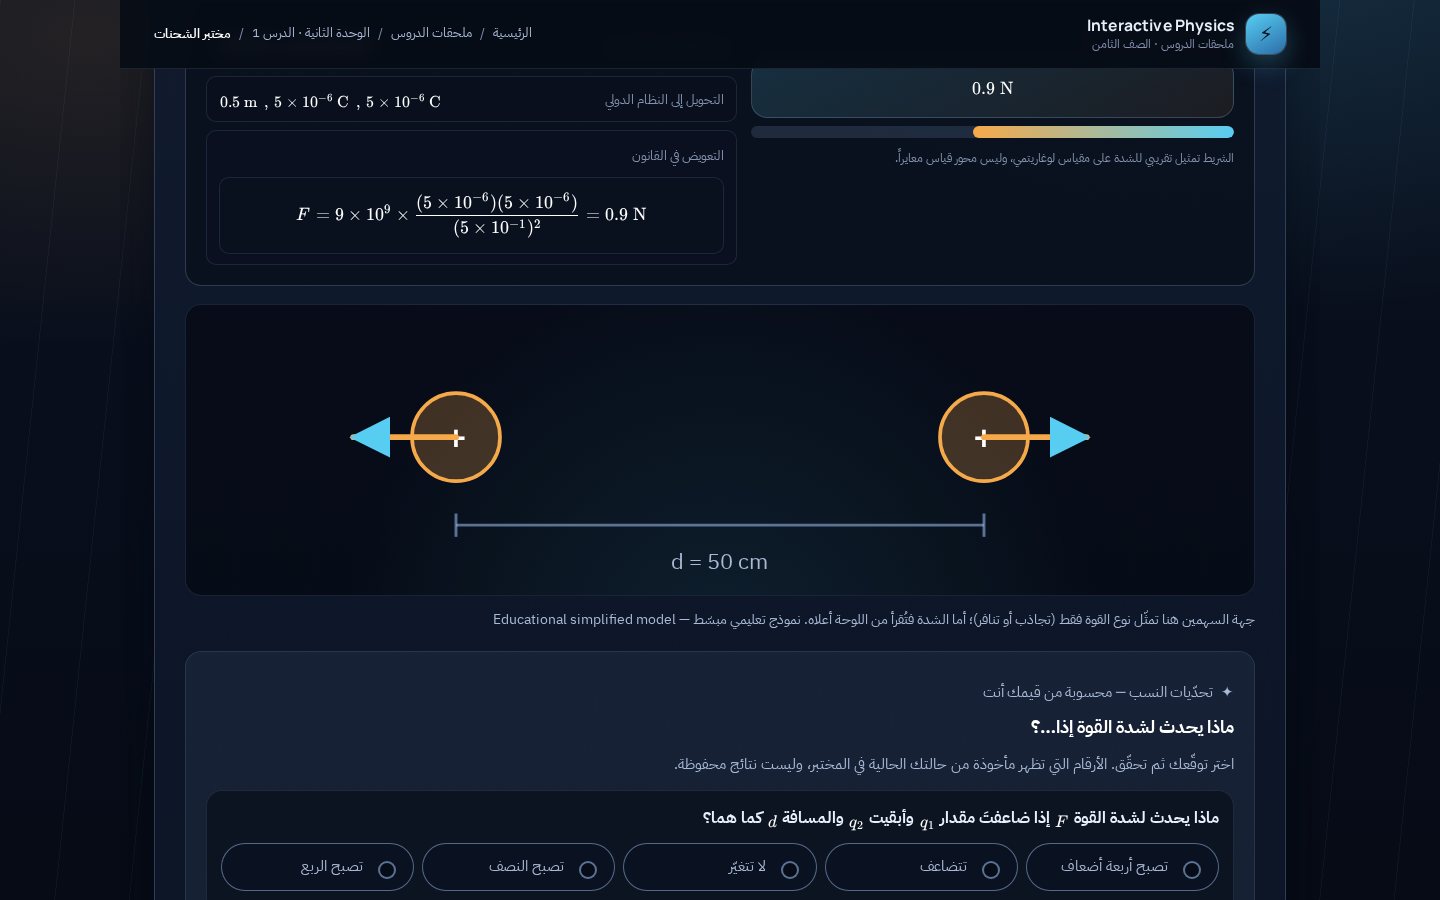 Interactive Physics
ملحقات الدروس · الصف الثامن
الرئيسية / ملحقات الدروس / الوحدة الثانية · الدرس 1 / مختبر الشحنات
0.9 N
الشريط تمثيل تقريبي للشدة على مقياس لوغاريتمي، وليس محور قياس معايراً.
التحويل إلى النظام الدولي
0.5 m , 5 × 10⁻⁶ C , 5 × 10⁻⁶ C
التعويض في القانون
F = 9 × 10⁹ × (5 × 10⁻⁶)(5 × 10⁻⁶) / (5 × 10⁻¹)² = 0.9 N
+ +
d = 50 cm
جهة السهمين هنا تمثّل نوع القوة فقط (تجاذب أو تنافر)؛ أما الشدة فتُقرأ من اللوحة أعلاه. نموذج تعليمي مبسّط — Educational simplified model
✦ تحدّيات النسب — محسوبة من قيمك أنت
ماذا يحدث لشدة القوة إذا...؟
اختر توقّعك ثم تحقّق. الأرقام التي تظهر مأخوذة من حالتك الحالية في المختبر، وليست نتائج محفوظة.
ماذا يحدث لشدة القوة F إذا ضاعفتَ مقدار q₁ وأبقيت q₂ والمسافة d كما هما؟
تصبح أربعة أضعاف
تتضاعف
لا تتغيّر
تصبح النصف
تصبح الربع